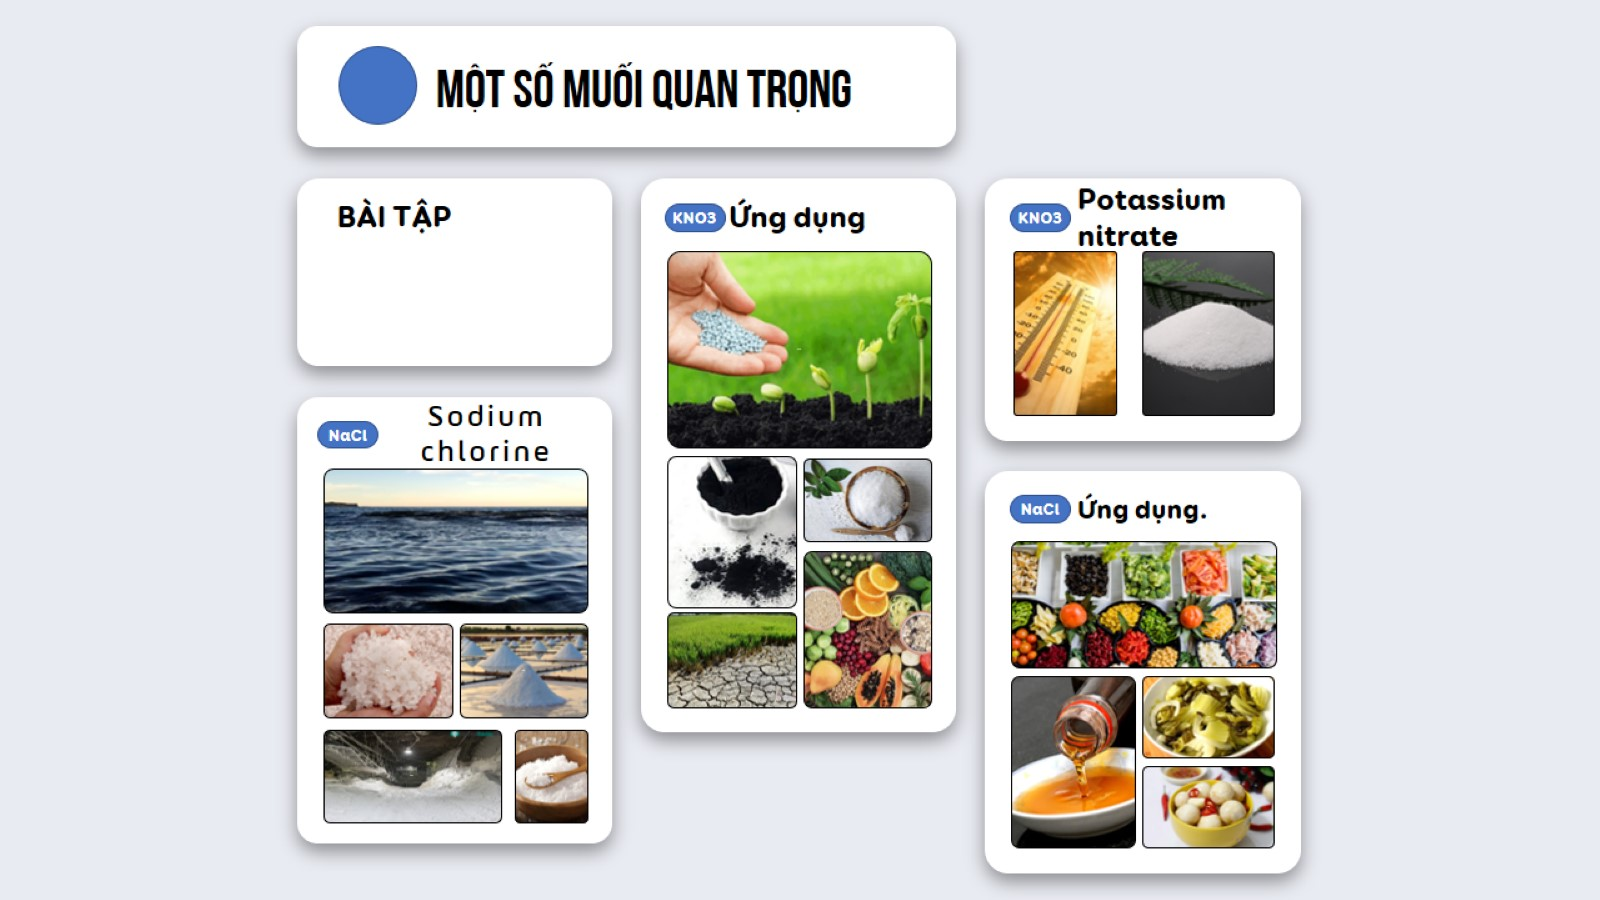 MỘT SỐ MUỐI QUAN TRỌNG
BÀI TẬP
KNO3 Ứng dụng
KNO3 Potassium
nitrate
NaCl Sodium
chlorine
NaCl Ứng dụng.